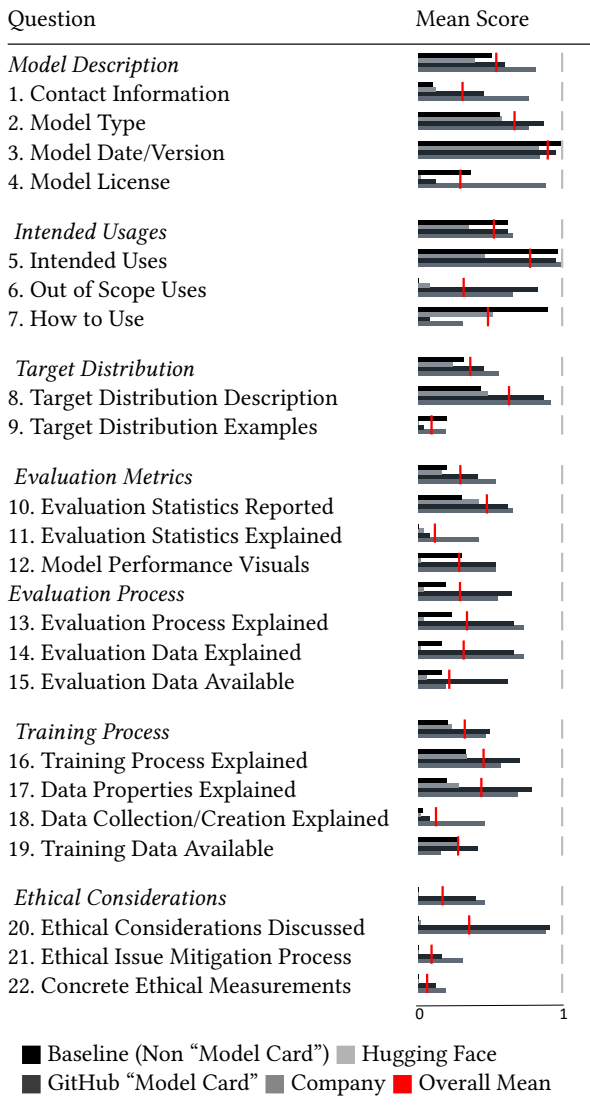 Question Mean Score
Model Description
1. Contact Information
2. Model Type
3. Model Date/Version
4. Model License
Intended Usages
5. Intended Uses
6. Out of Scope Uses
7. How to Use
Target Distribution
8. Target Distribution Description
9. Target Distribution Examples
Evaluation Metrics
10. Evaluation Statistics Reported
11. Evaluation Statistics Explained
12. Model Performance Visuals
Evaluation Process
13. Evaluation Process Explained
14. Evaluation Data Explained
15. Evaluation Data Available
Training Process
16. Training Process Explained
17. Data Properties Explained
18. Data Collection/Creation Explained
19. Training Data Available
Ethical Considerations
20. Ethical Considerations Discussed
21. Ethical Issue Mitigation Process
22. Concrete Ethical Measurements
0 1
Baseline (Non “Model Card”) Hugging Face
GitHub “Model Card” Company Overall Mean